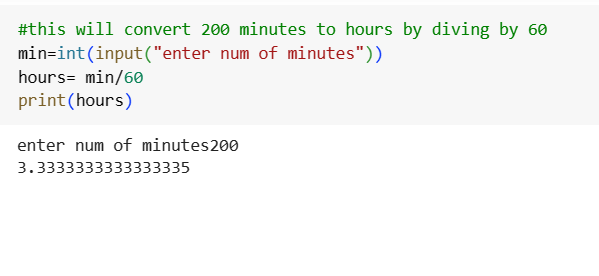 #this will convert 200 minutes to hours by diving by 60
min=int(input("enter num of minutes"))
hours= min/60
print(hours)
enter num of minutes200
3.3333333333333335